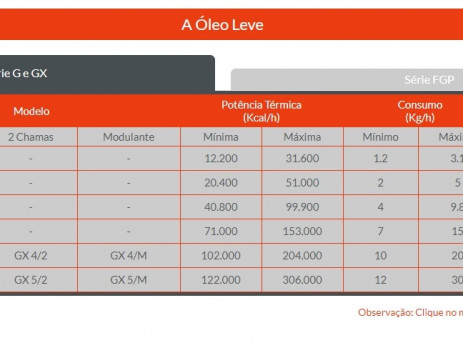 A Óleo Leve
rie G e GX
Série FGP
Modelo Potência Térmica (Kcal/h) Consumo (Kg/h)
2 Chamas Modulante Mínima Máxima Mínimo Máxi
- - 12.200 31.600 1.2 3.1
- - 20.400 51.000 2 5
- - 40.800 99.900 4 9.8
- - 71.000 153.000 7 15
GX 4/2 GX 4/M 102.000 204.000 10 20
GX 5/2 GX 5/M 122.000 306.000 12 30
Observação: Clique no m